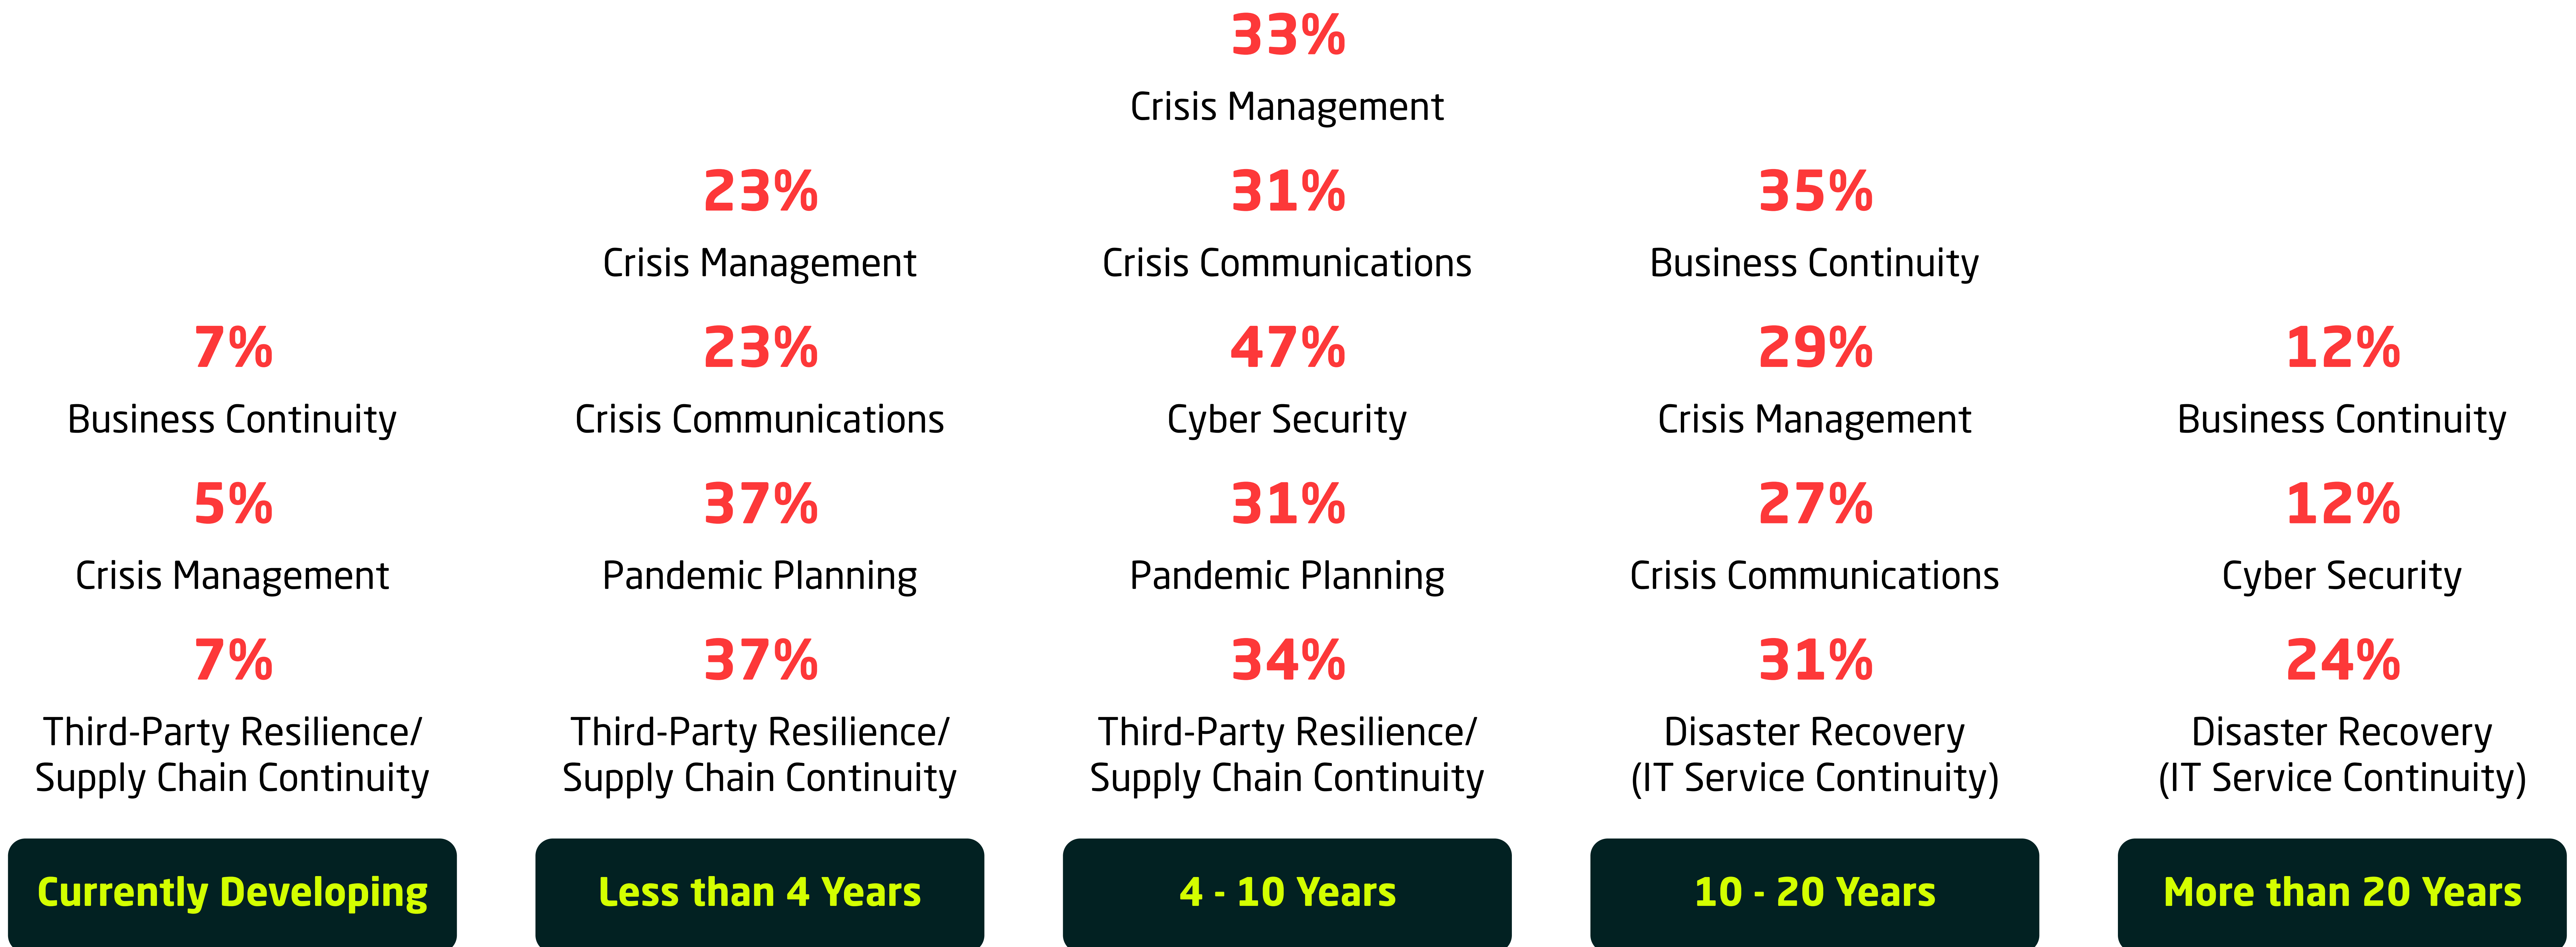 7%
Business Continuity
5%
Crisis Management
7%
Third-Party Resilience/
Supply Chain Continuity
Currently Developing
23%
Crisis Management
23%
Crisis Communications
37%
Pandemic Planning
37%
Third-Party Resilience/
Supply Chain Continuity
Less than 4 Years
33%
Crisis Management
31%
Crisis Communications
47%
Cyber Security
31%
Pandemic Planning
34%
Third-Party Resilience/
Supply Chain Continuity
4 - 10 Years
35%
Business Continuity
29%
Crisis Management
27%
Crisis Communications
31%
Disaster Recovery
(IT Service Continuity)
10 - 20 Years
12%
Business Continuity
12%
Cyber Security
24%
Disaster Recovery
(IT Service Continuity)
More than 20 Years